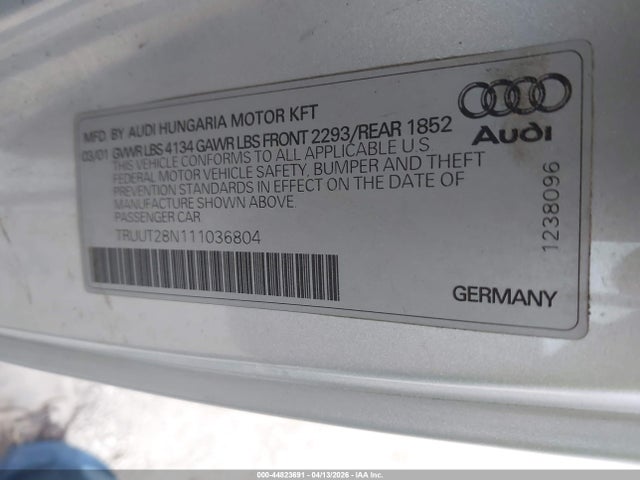 MFD. BY AUDI HUNGARIA MOTOR KFT
03/01 GVWR LBS 4134 GAWR LBS FRONT 2293/REAR 1852
THIS VEHICLE CONFORMS TO ALL APPLICABLE U.S.
FEDERAL MOTOR VEHICLE SAFETY, BUMPER AND THEFT
PREVENTION STANDARDS IN EFFECT ON THE DATE OF
MANUFACTURE SHOWN ABOVE.
PASSENGER CAR
TRUUT28N111036804
Audi
1238096
GERMANY
000-44823691 - 04/13/2026 - IAA Inc.